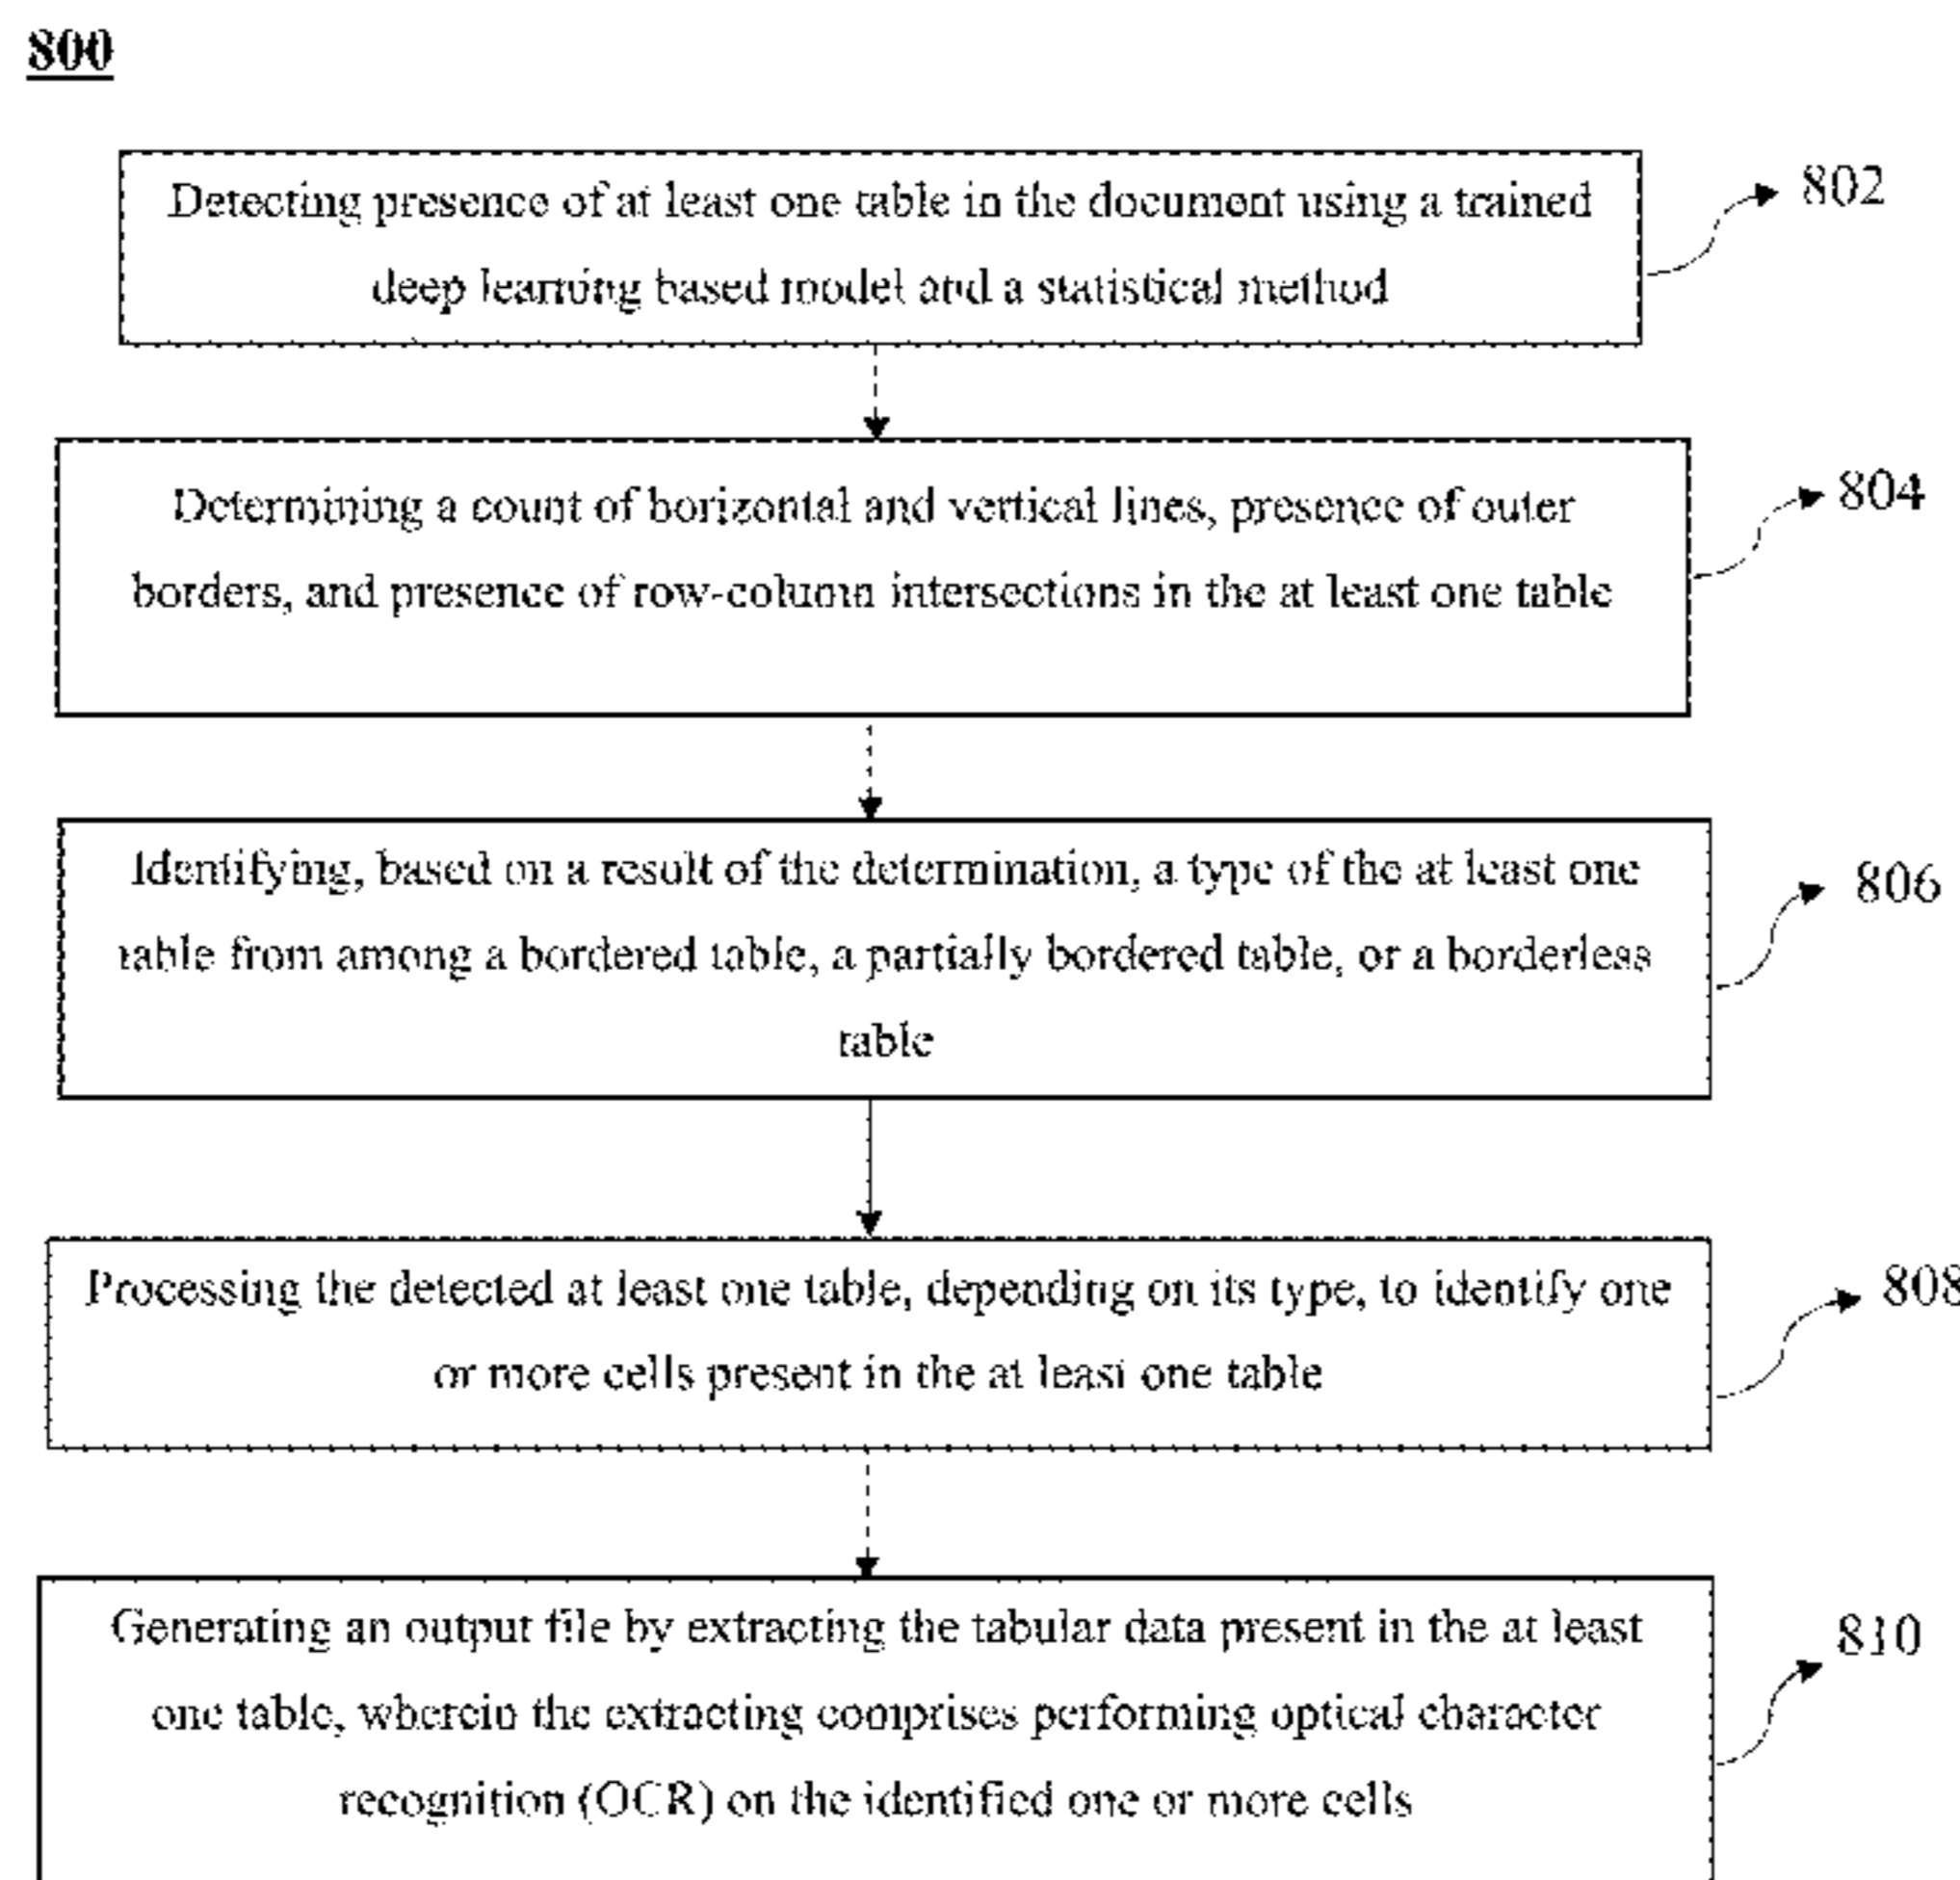 800
Detecting presence of at least one table in the document using a trained
deep learning based model and a statistical method
802
Determining a count of horizontal and vertical lines, presence of outer
borders, and presence of row-column intersections in the at least one table
804
Identifying, based on a result of the determination, a type of the at least one
table from among a bordered table, a partially bordered table, or a borderless
table
806
Processing the detected at least one table, depending on its type, to identify one
or more cells present in the at least one table
808
Generating an output file by extracting the tabular data present in the at least
one table, wherein the extracting comprises performing optical character
recognition (OCR) on the identified one or more cells
810